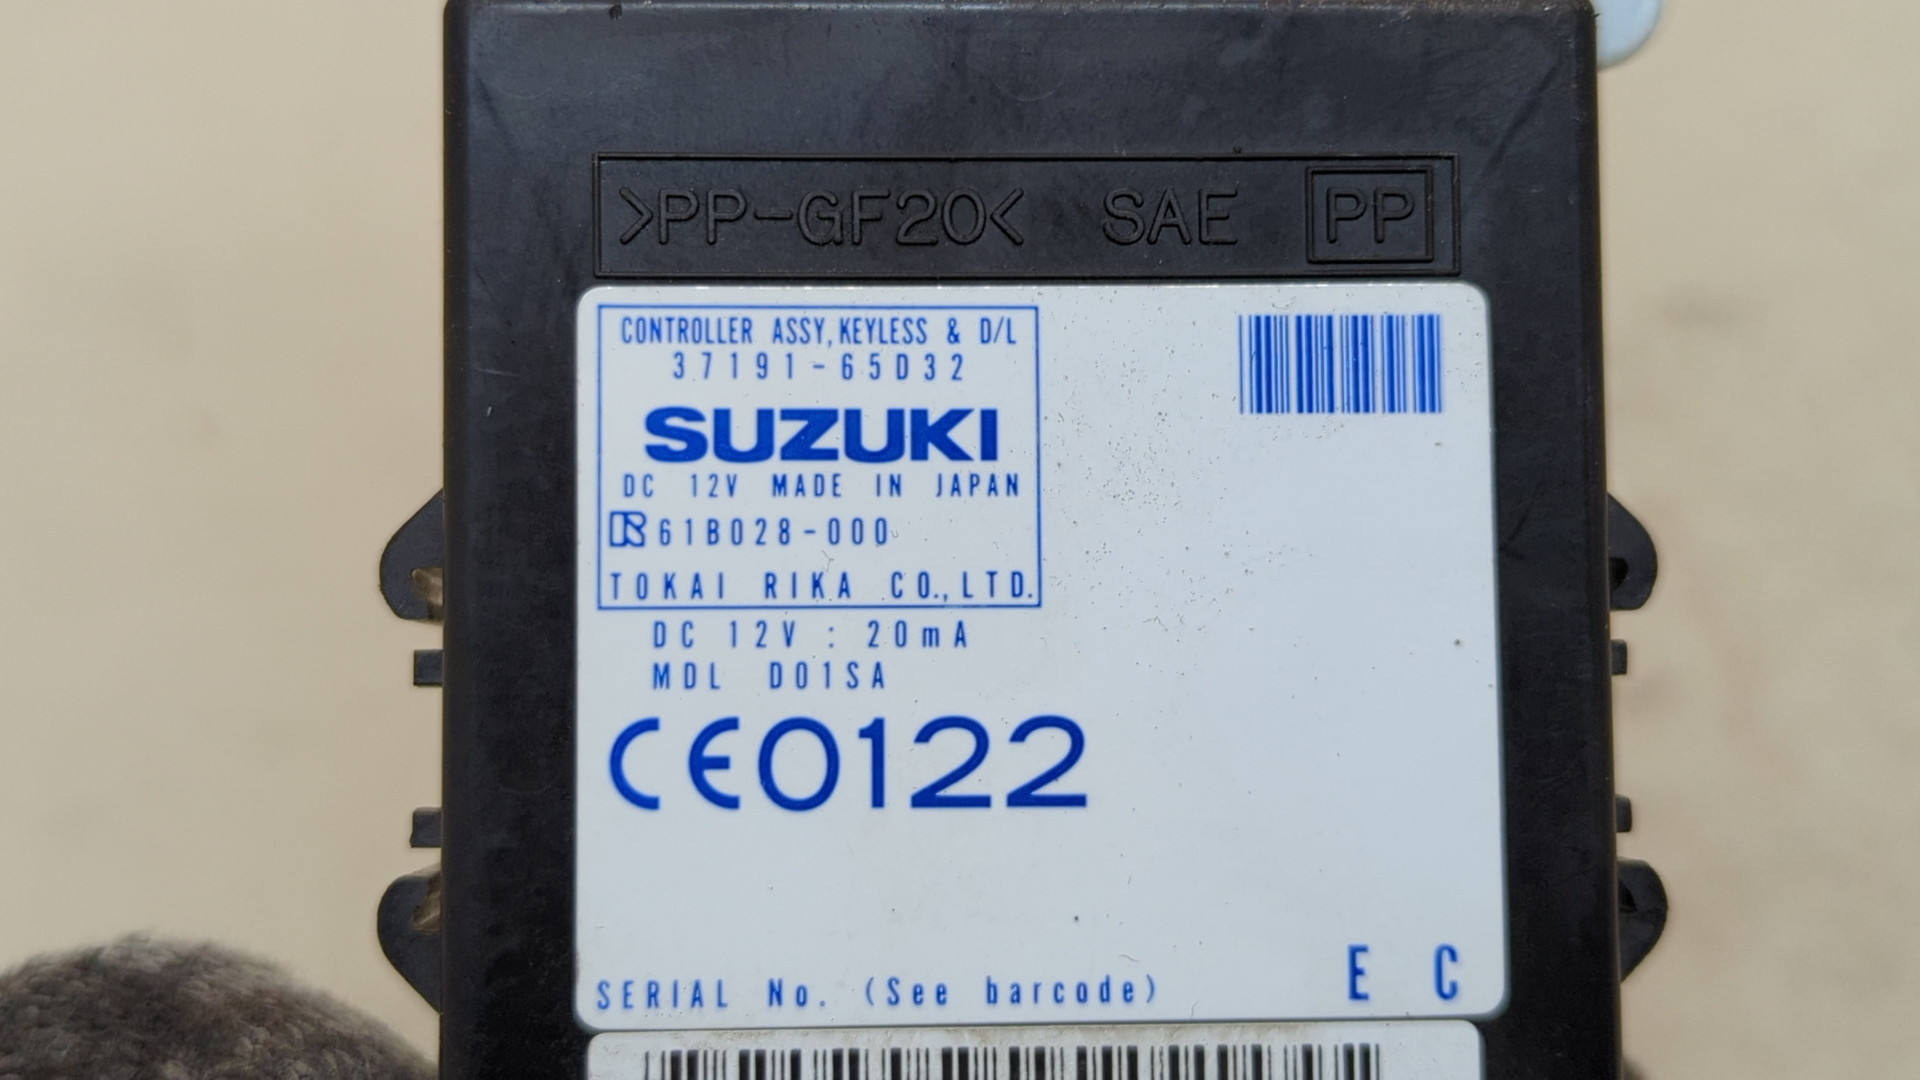 >PP-GF20< SAE PP
CONTROLLER ASSY, KEYLESS & D/L
37191-65D32
SUZUKI
DC 12V MADE IN JAPAN
61B028-000
TOKAI RIKA CO., LTD.
DC 12V : 20mA
MDL D01SA
CE0122
SERIAL No. (See barcode)
E C